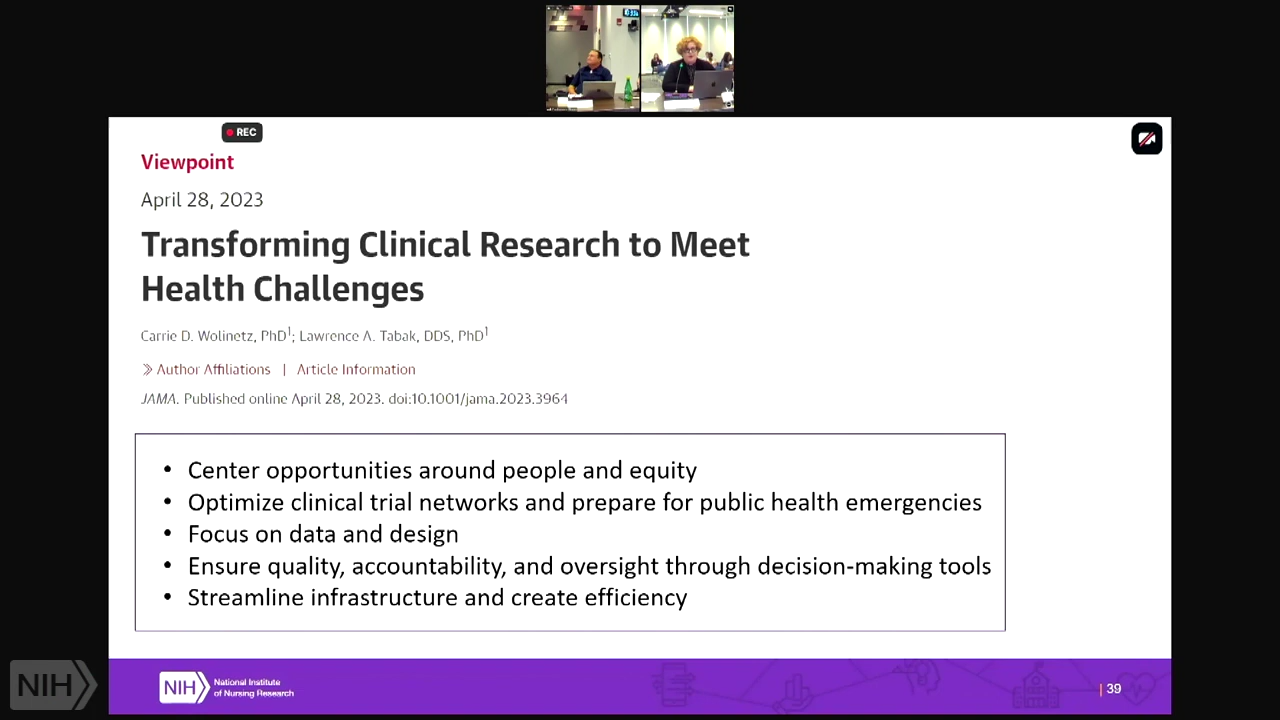 REC
Viewpoint
April 28, 2023
Transforming Clinical Research to Meet
Health Challenges
Carrie D. Wolinetz, PhD1; Lawrence A. Tabak, DDS, PhD1
» Author Affiliations | Article Information
JAMA. Published online April 28, 2023. doi:10.1001/jama.2023.3964
• Center opportunities around people and equity
• Optimize clinical trial networks and prepare for public health emergencies
• Focus on data and design
• Ensure quality, accountability, and oversight through decision-making tools
• Streamline infrastructure and create efficiency
NIH
NIH
National Institute
of Nursing Research
| 39